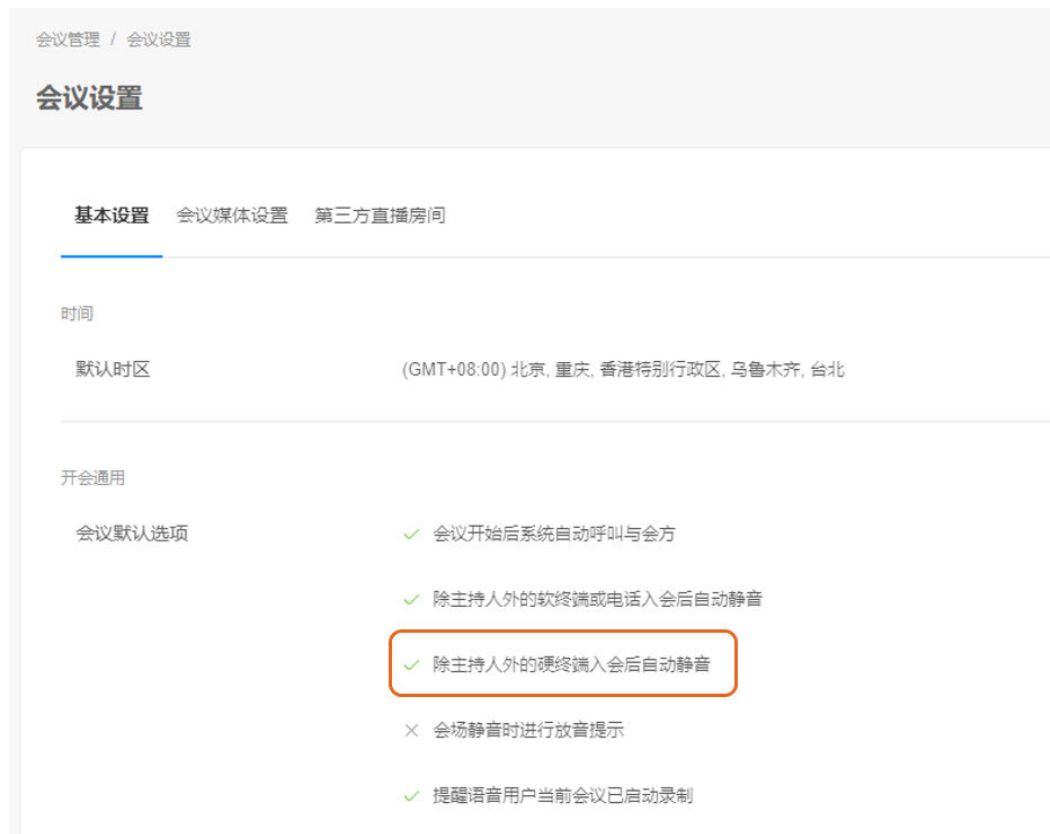 会议管理 / 会议设置
会议设置
基本设置 会议媒体设置 第三方直播房间
时间
默认时区 (GMT+08:00) 北京, 重庆, 香港特别行政区, 乌鲁木齐, 台北
开会通用
会议默认选项 会议开始后系统自动呼叫与会方
除主持人外的软终端或电话入会后自动静音
除主持人外的硬终端入会后自动静音
会场静音时进行放音提示
提醒语音用户当前会议已启动录制